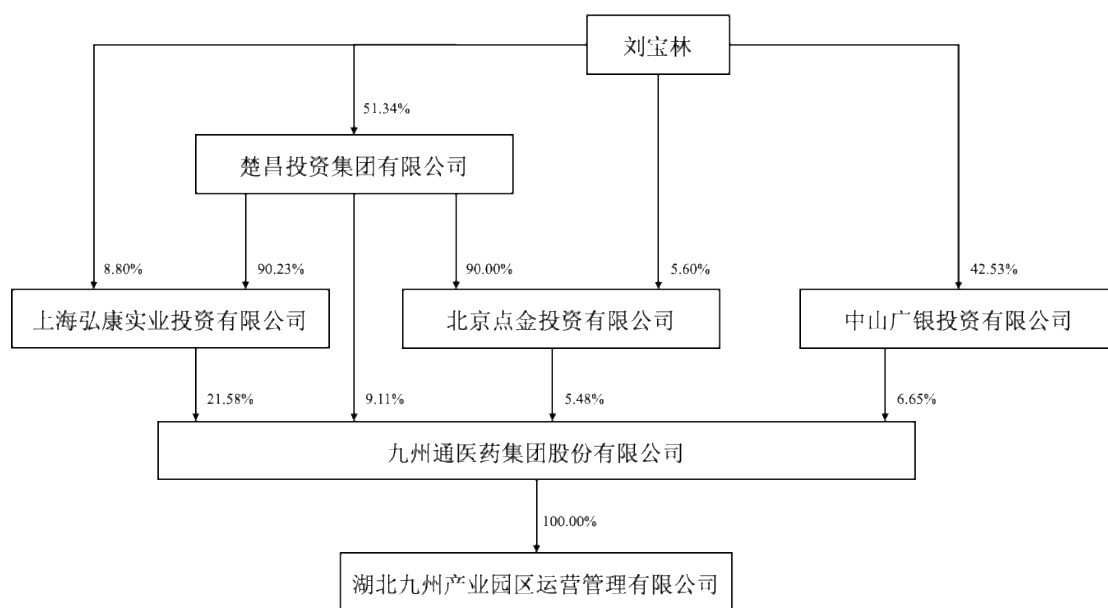 刘宝林
51.34%
楚昌投资集团有限公司
8.80%
90.23%
90.00%
5.60%
42.53%
上海弘康实业投资有限公司
北京点金投资有限公司
中山广银投资有限公司
21.58%
9.11%
5.48%
6.65%
九州通医药集团股份有限公司
100.00%
湖北九州产业园区运营管理有限公司